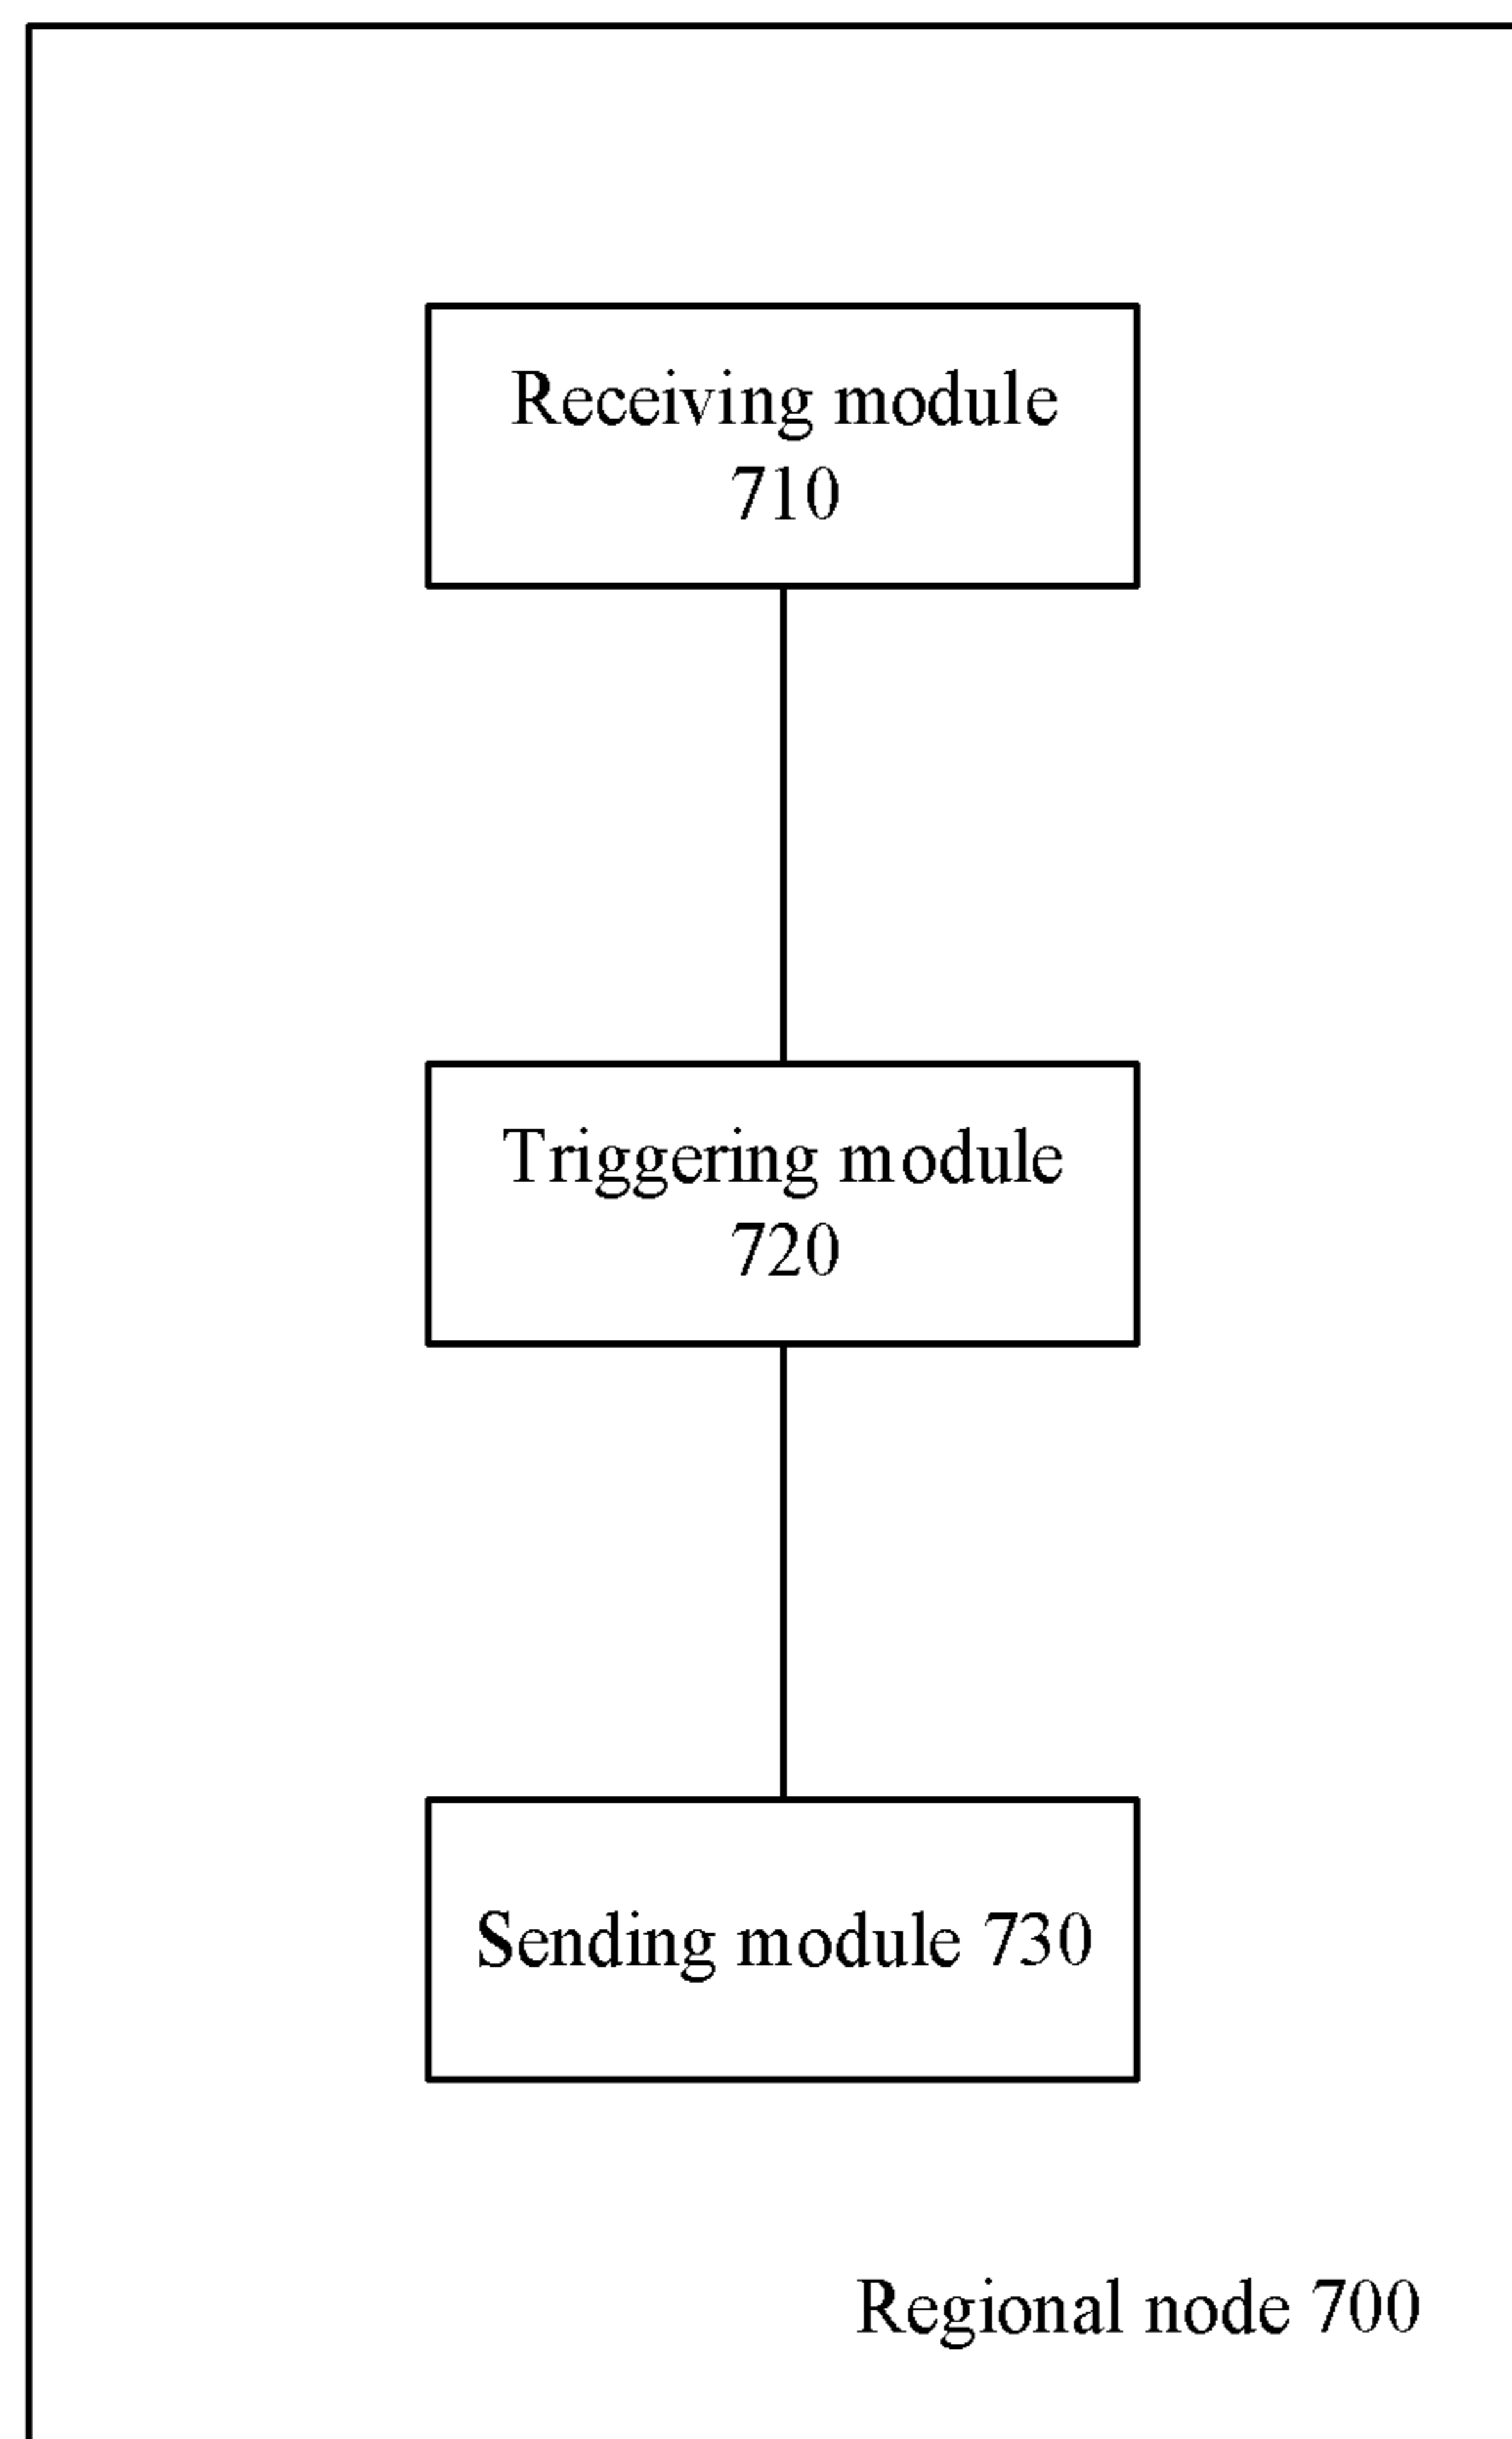 Receiving module
710
Triggering module
720
Sending module 730
Regional node 700